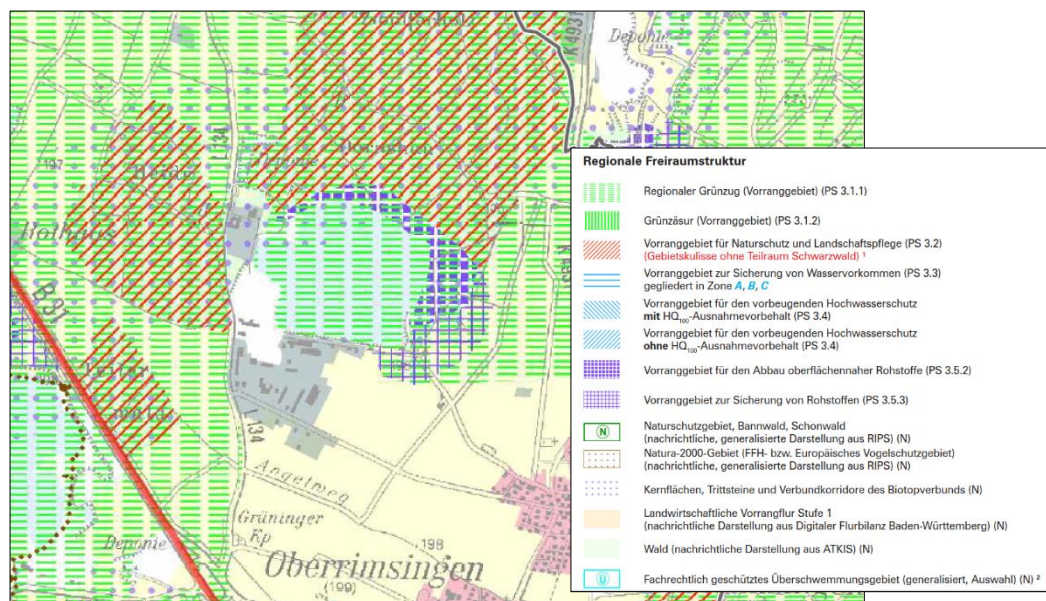 K 4931
Deponie
L 134
197
B 31
L 134
Angelweg
Grüninger
Kp
198
Oberrimsingen
(199)
Deponie
Regionale Freiraumstruktur
Regionaler Grünzug (Vorranggebiet) (PS 3.1.1)
Grünzäsur (Vorranggebiet) (PS 3.1.2)
Vorranggebiet für Naturschutz und Landschaftspflege (PS 3.2)
(Gebietskulisse ohne Teilraum Schwarzwald) ¹
Vorranggebiet zur Sicherung von Wasservorkommen (PS 3.3)
gegliedert in Zone A, B, C
Vorranggebiet für den vorbeugenden Hochwasserschutz
mit HQ₁₀₀-Ausnahmevorbehalt (PS 3.4)
Vorranggebiet für den vorbeugenden Hochwasserschutz
ohne HQ₁₀₀-Ausnahmevorbehalt (PS 3.4)
Vorranggebiet für den Abbau oberflächennaher Rohstoffe (PS 3.5.2)
Vorranggebiet zur Sicherung von Rohstoffen (PS 3.5.3)
N
Naturschutzgebiet, Bannwald, Schonwald
(nachrichtliche, generalisierte Darstellung aus RIPS) (N)
Natura-2000-Gebiet (FFH- bzw. Europäisches Vogelschutzgebiet)
(nachrichtliche, generalisierte Darstellung aus RIPS) (N)
Kernflächen, Trittsteine und Verbundkorridore des Biotopverbunds (N)
Landwirtschaftliche Vorrangflur Stufe 1
(nachrichtliche Darstellung aus Digitaler Flurbilanz Baden-Württemberg) (N)
Wald (nachrichtliche Darstellung aus ATKIS) (N)
Ü
Fachrechtlich geschütztes Überschwemmungsgebiet (generalisiert, Auswahl) (N) ²